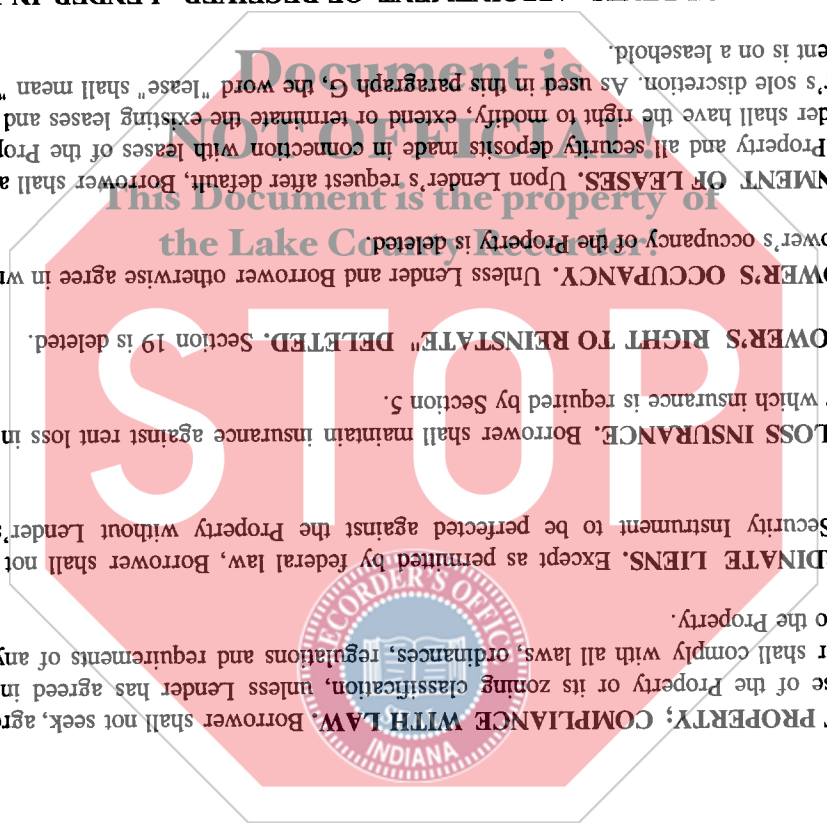 PROPERTY; COMPLIANCE WITH LAW. Borrower shall not seek, agre
se of the Property or its zoning classification, unless Lender has agreed in
r shall comply with all laws, ordinances, regulations and requirements of any
o the Property.
DINATE LIENS. Except as permitted by federal law, Borrower shall not
Security Instrument to be perfected against the Property without Lender's
LOSS INSURANCE. Borrower shall maintain insurance against rent loss in
r which insurance is required by Section 5.
OWER'S RIGHT TO REINSTATE" DELETED. Section 19 is deleted.
OWER'S OCCUPANCY. Unless Lender and Borrower otherwise agree in wr
ower's occupancy of the Property is deleted.
NMENT OF LEASES. Upon Lender's request after default, Borrower shall a
Property and all security deposits made in connection with leases of the Prop
der shall have the right to modify, extend or terminate the existing leases and
's sole discretion. As used in this paragraph G, the word "lease" shall mean "
ent is on a leasehold.
Document is
NOT OFFICIAL!
This Document is the property of
the Lake County Recorder!
STOP
RECORDER'S OFFICE
INDIANA